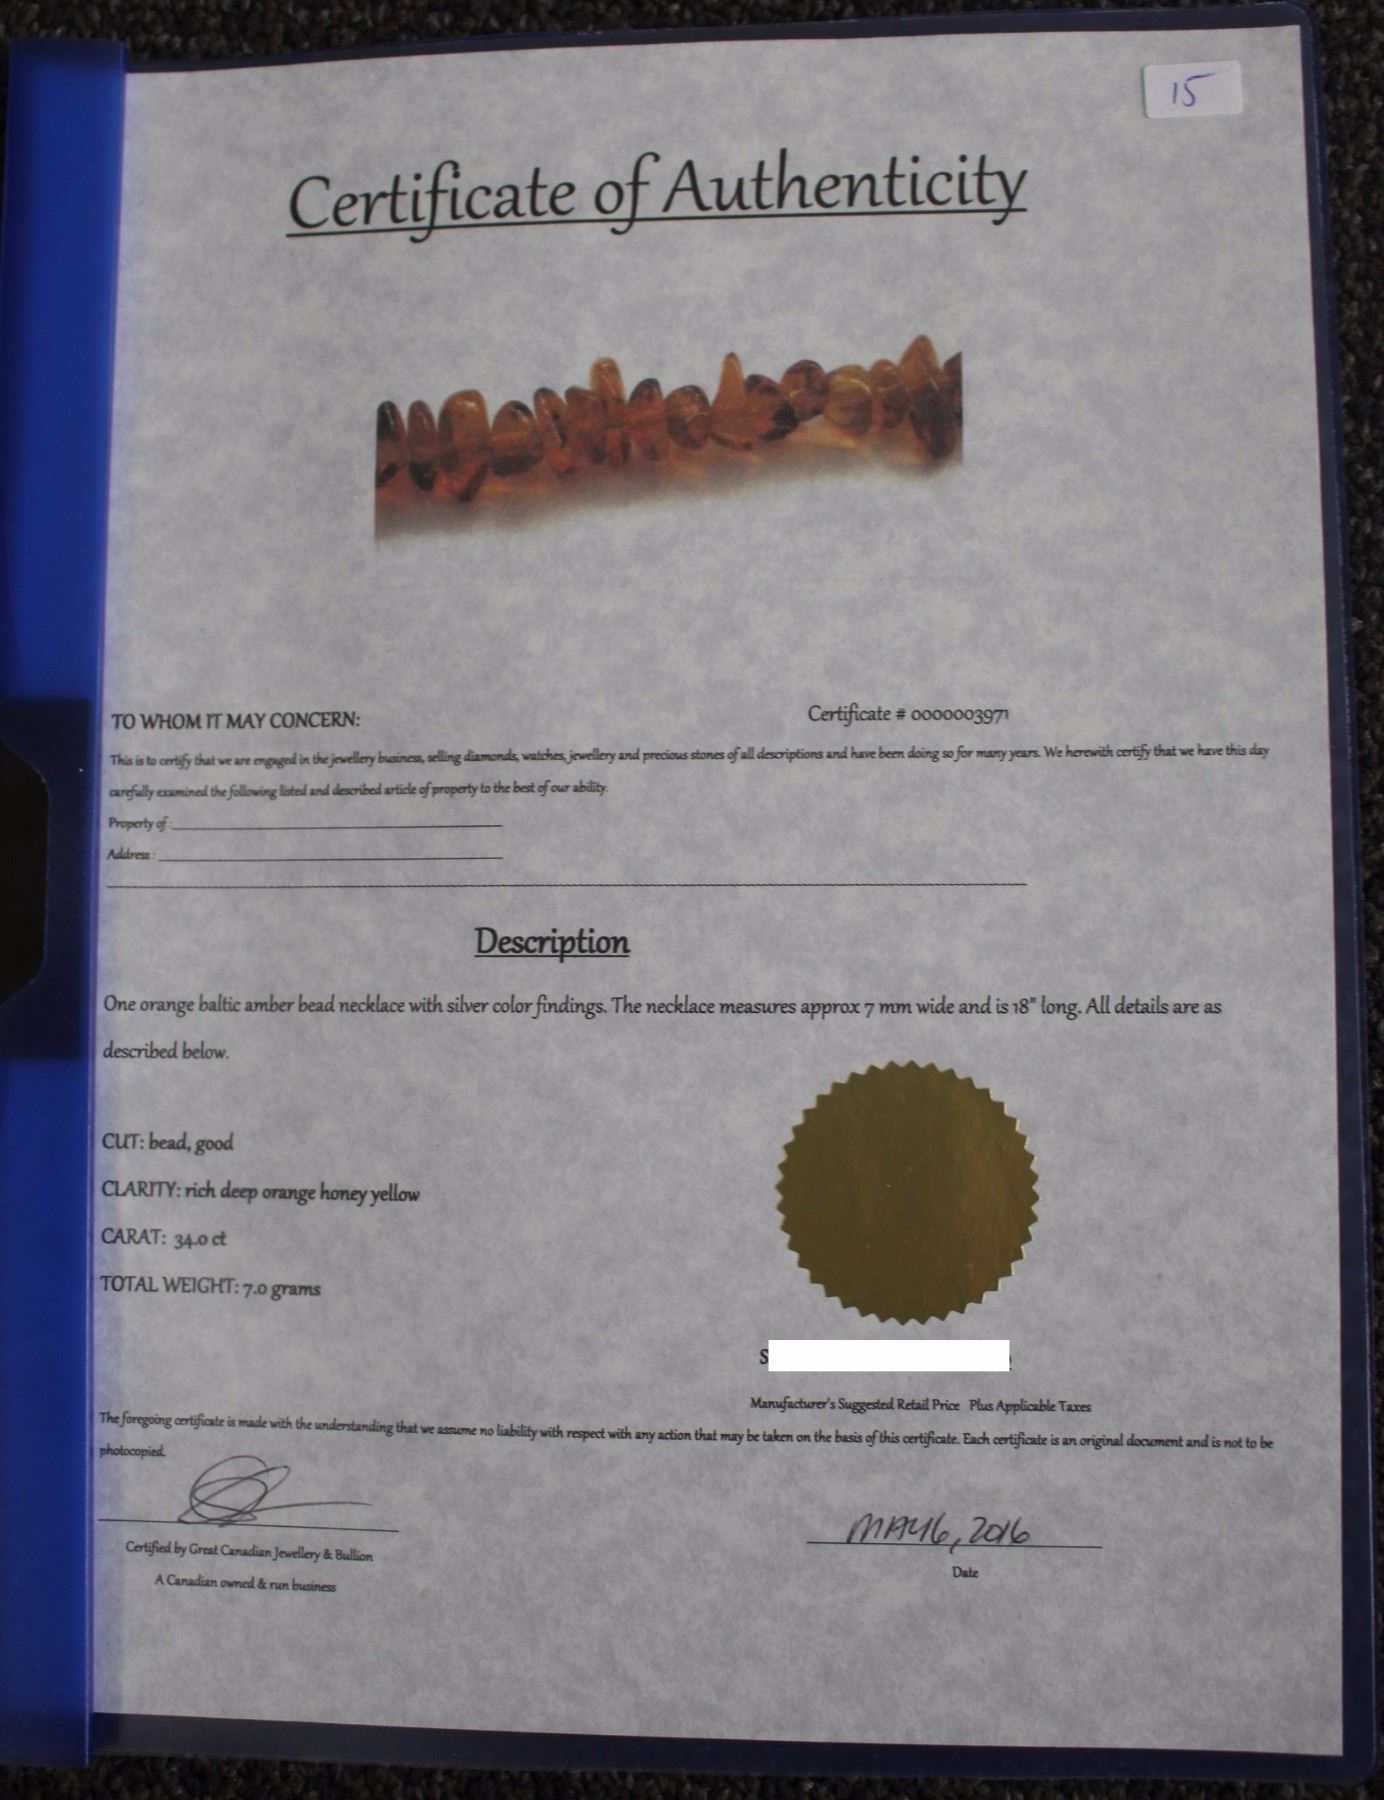 15
Certificate of Authenticity
TO WHOM IT MAY CONCERN:
Certificate # 0000003971
This is to certify that we are engaged in the jewellery business, selling diamonds, watches, jewellery and precious stones of all descriptions and have been doing so for many years. We herewith certify that we have this day
carefully examined the following listed and described article of property to the best of our ability.
Property of :
Address :
Description
One orange baltic amber bead necklace with silver color findings. The necklace measures approx 7 mm wide and is 18" long. All details are as
described below.
CUT: bead, good
CLARITY: rich deep orange honey yellow
CARAT: 34.0 ct
TOTAL WEIGHT: 7.0 grams
Manufacturer's Suggested Retail Price Plus Applicable Taxes
The foregoing certificate is made with the understanding that we assume no liability with respect with any action that may be taken on the basis of this certificate. Each certificate is an original document and is not to be
photocopied.
MAY 6, 2016
Certified by Great Canadian Jewellery & Bullion
Date
A Canadian owned & run business